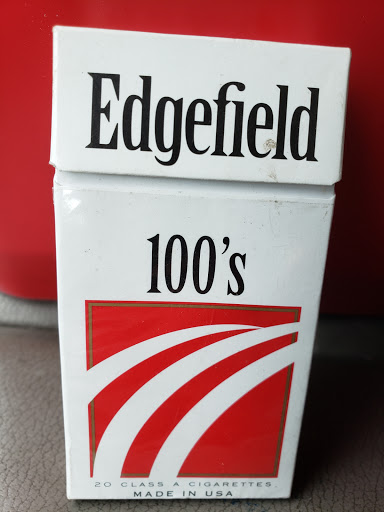 Edgefield
100's
20 CLASS A CIGARETTES
MADE IN USA